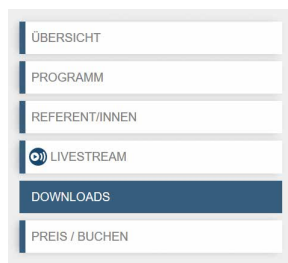 ÜBERSICHT
PROGRAMM
REFERENT/INNEN
LIVESTREAM
DOWNLOADS
PREIS / BUCHEN